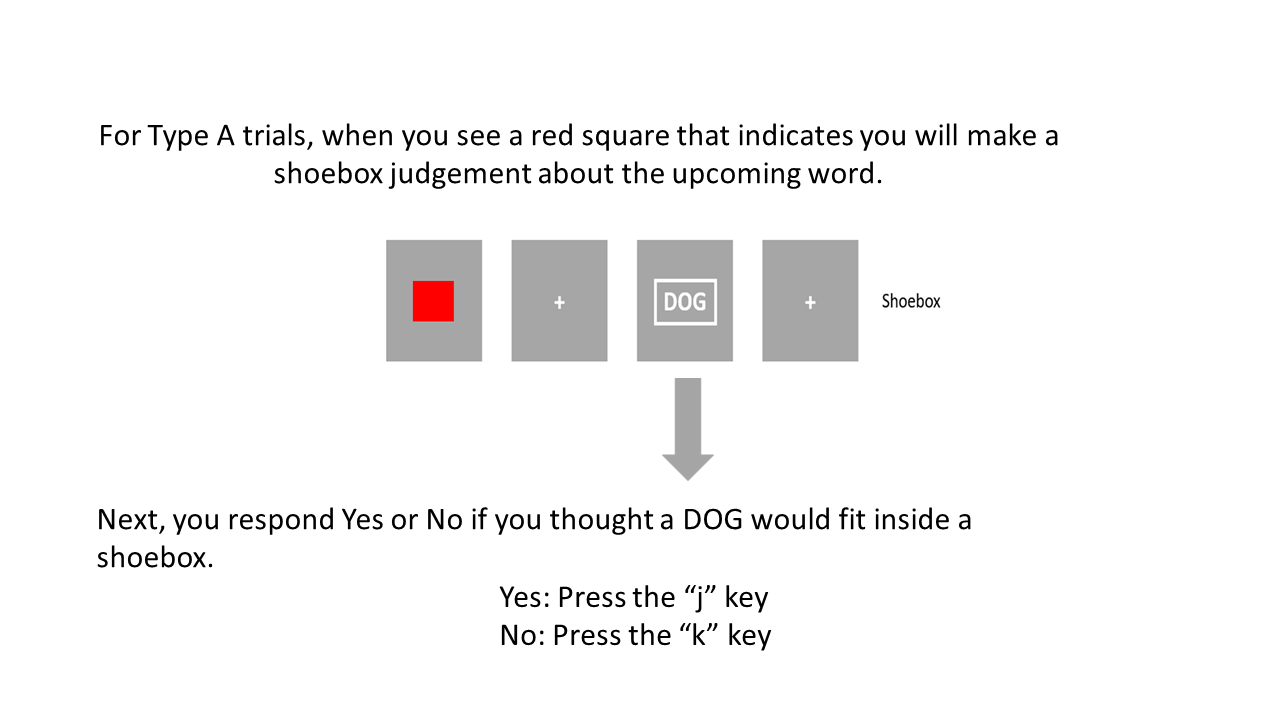 For Type A trials, when you see a red square that indicates you will make a
shoebox judgement about the upcoming word.
+ DOG + Shoebox
Next, you respond Yes or No if you thought a DOG would fit inside a
shoebox.
Yes: Press the “j” key
No: Press the “k” key